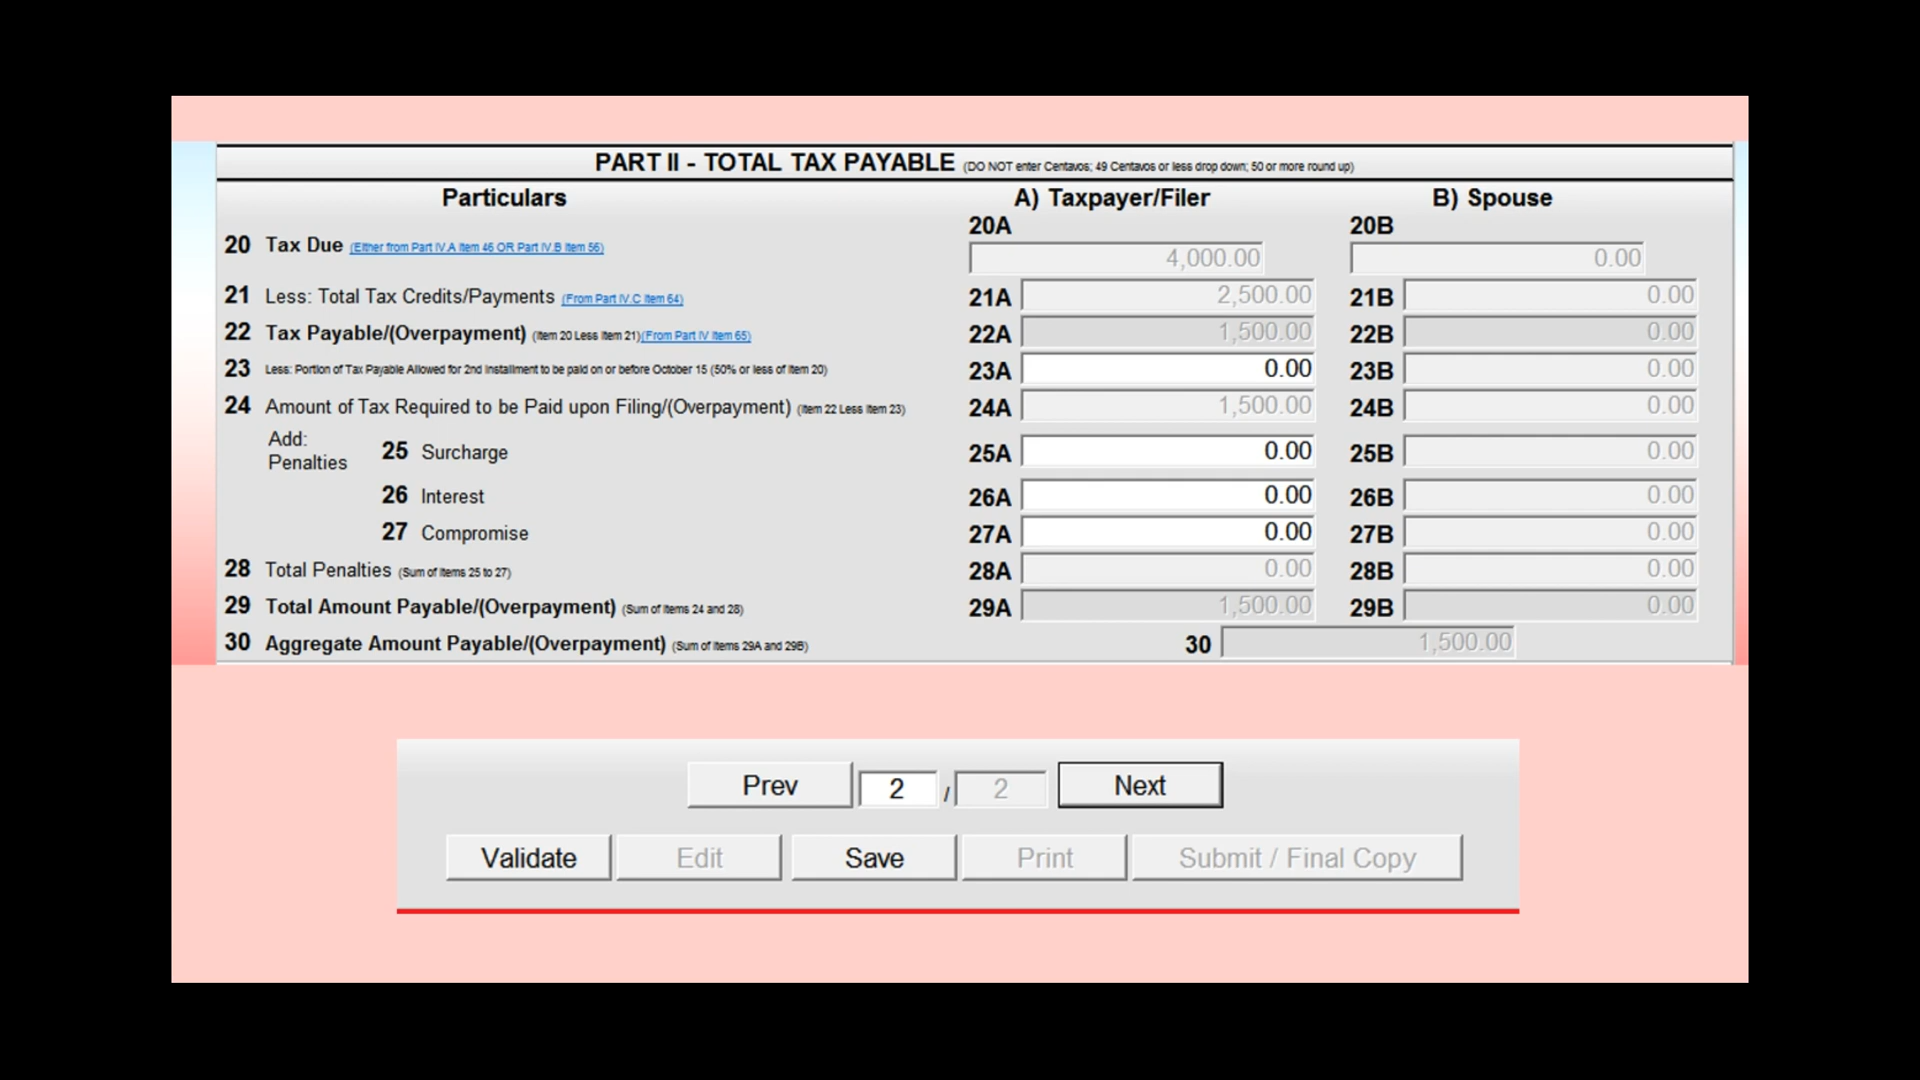 PART II - TOTAL TAX PAYABLE (DO NOT enter Centavos; 49 Centavos or less drop down; 50 or more round up)
Particulars A) Taxpayer/Filer B) Spouse
20A 20B
20 Tax Due (Either from Part IV.A Item 46 OR Part IV.B Item 56) 4,000.00 0.00
21 Less: Total Tax Credits/Payments (From Part IV.C Item 64) 21A 2,500.00 21B 0.00
22 Tax Payable/(Overpayment) (Item 20 Less Item 21)(From Part IV Item 65) 22A 1,500.00 22B 0.00
23 Less: Portion of Tax Payable Allowed for 2nd Installment to be paid on or before October 15 (50% or less of Item 20) 23A 0.00 23B 0.00
24 Amount of Tax Required to be Paid upon Filing/(Overpayment) (Item 22 Less Item 23) 24A 1,500.00 24B 0.00
Add:
Penalties 25 Surcharge 25A 0.00 25B 0.00
26 Interest 26A 0.00 26B 0.00
27 Compromise 27A 0.00 27B 0.00
28 Total Penalties (Sum of Items 25 to 27) 28A 0.00 28B 0.00
29 Total Amount Payable/(Overpayment) (Sum of Items 24 and 28) 29A 1,500.00 29B 0.00
30 Aggregate Amount Payable/(Overpayment) (Sum of Items 29A and 29B) 30 1,500.00
Prev 2 / 2 Next
Validate Edit Save Print Submit / Final Copy